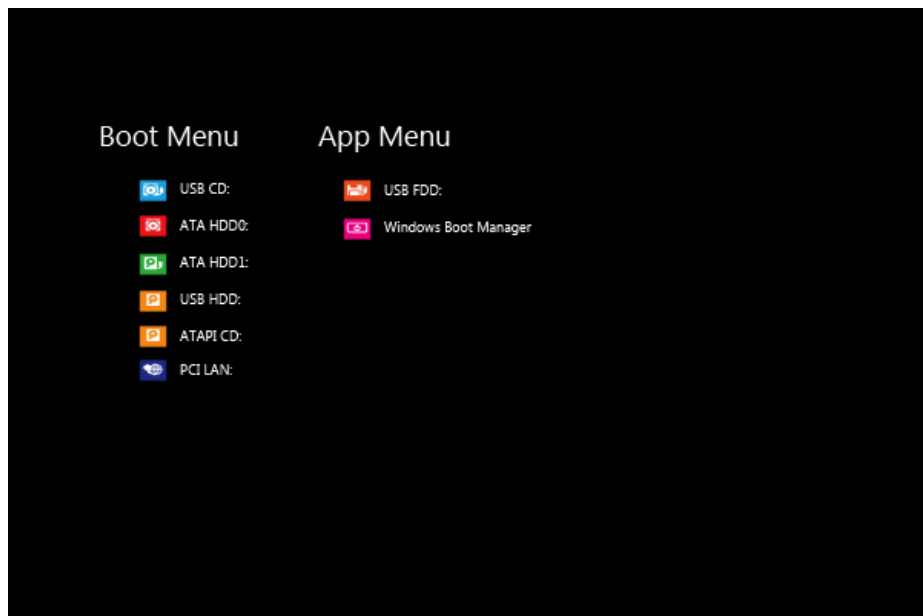 Boot Menu
USB CD:
ATA HDD0:
ATA HDD1:
USB HDD:
ATAPI CD:
PCI LAN:
App Menu
USB FDD:
Windows Boot Manager